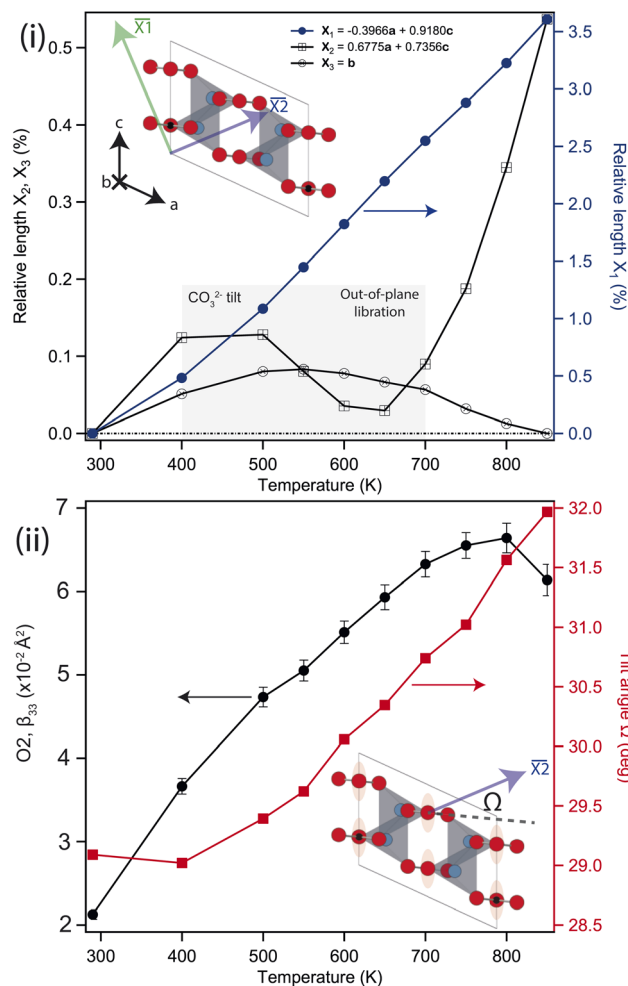 (i)
X1
X2
c
b
a
X₁ = -0.3966a + 0.9180c
X₂ = 0.6775a + 0.7356c
X₃ = b
CO₃²⁻ tilt
Out-of-plane
libration
Relative length X₂, X₃ (%)
0.5
0.4
0.3
0.2
0.1
0.0
Relative length X₁ (%)
3.5
3.0
2.5
2.0
1.5
1.0
0.5
0.0
300 400 500 600 700 800
Temperature (K)
(ii)
O2, β₃₃ (x10⁻² Å²)
7
6
5
4
3
2
X2
Ω
Tilt angle Ω (deg)
32.0
31.5
31.0
30.5
30.0
29.5
29.0
28.5
300 400 500 600 700 800
Temperature (K)